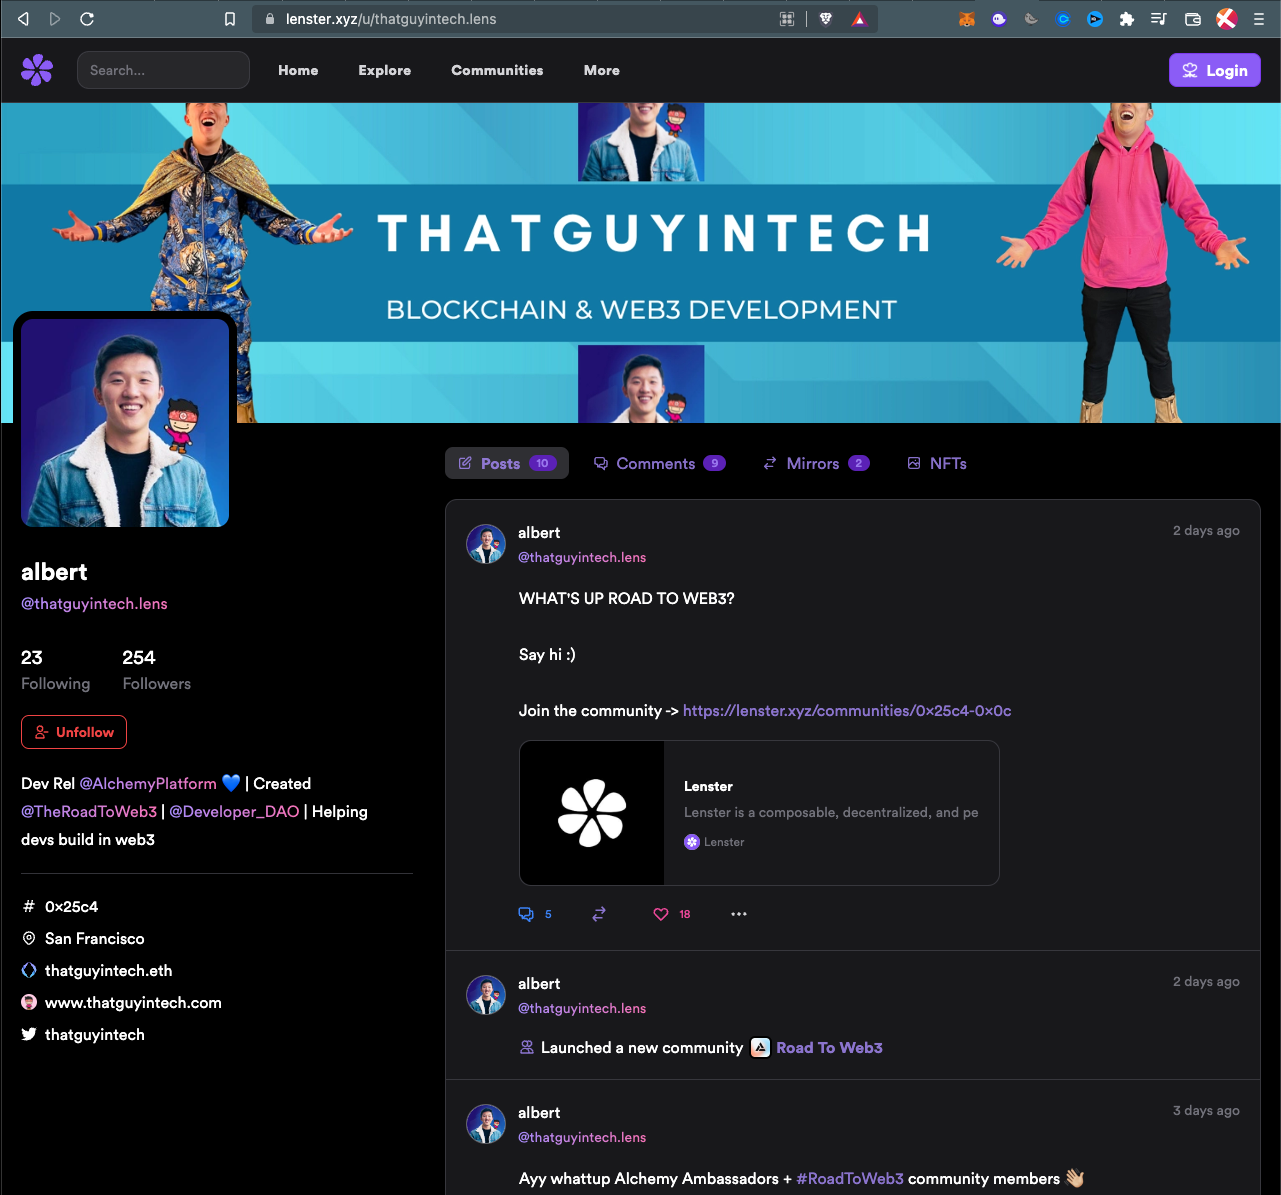 lenster.xyz/u/thatguyintech.lens
Search...
Home
Explore
Communities
More
Login
THATGUYINTECH
BLOCKCHAIN & WEB3 DEVELOPMENT
albert
@thatguyintech.lens
23
Following
254
Followers
Unfollow
Dev Rel @AlchemyPlatform 💙 | Created
@TheRoadToWeb3 | @Developer_DAO | Helping
devs build in web3
# 0x25c4
San Francisco
thatguyintech.eth
www.thatguyintech.com
thatguyintech
Posts 10
Comments 9
Mirrors 2
NFTs
albert
2 days ago
@thatguyintech.lens
WHAT'S UP ROAD TO WEB3?
Say hi :)
Join the community -> https://lenster.xyz/communities/0x25c4-0x0c
Lenster
Lenster is a composable, decentralized, and pe
Lenster
5
18
albert
2 days ago
@thatguyintech.lens
Launched a new community Road To Web3
albert
3 days ago
@thatguyintech.lens
Ayy whattup Alchemy Ambassadors + #RoadToWeb3 community members 👋🏼